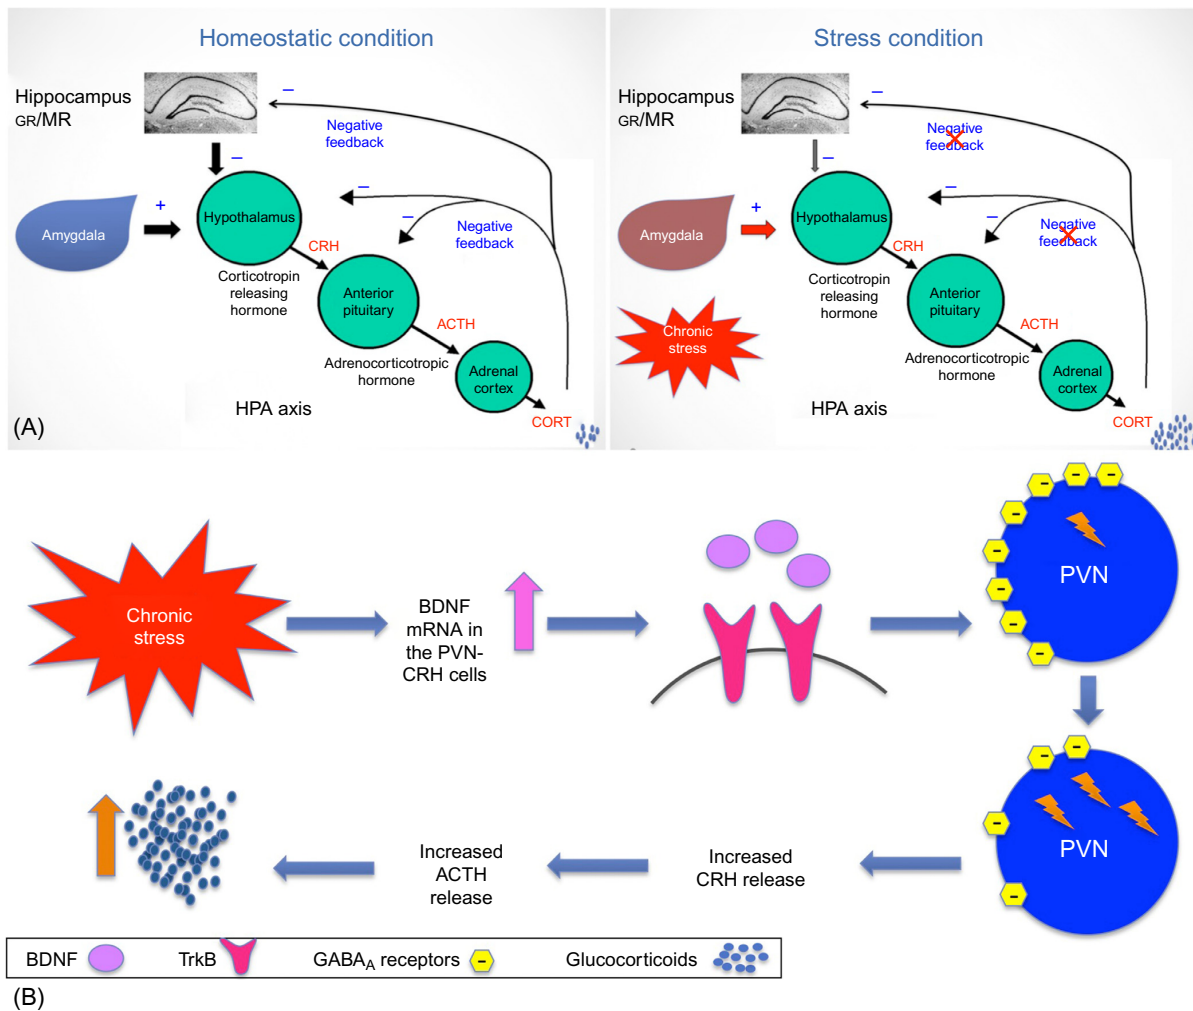 Homeostatic condition
Hippocampus
GR/MR
–
Negative
feedback
–
Amygdala
+
Hypothalamus
–
–
Negative
feedback
CRH
Corticotropin
releasing
hormone
Anterior
pituitary
ACTH
Adrenocorticotropic
hormone
Adrenal
cortex
HPA axis
CORT
(A)
Stress condition
Hippocampus
GR/MR
–
Negative
feedback
–
Amygdala
+
Hypothalamus
–
–
Negative
feedback
CRH
Corticotropin
releasing
hormone
Chronic
stress
Anterior
pituitary
ACTH
Adrenocorticotropic
hormone
Adrenal
cortex
HPA axis
CORT
Chronic
stress
BDNF
mRNA in
the PVN-
CRH cells
- - - - - - - - -
PVN
- - - -
PVN
Increased
CRH release
Increased
ACTH
release
BDNF
TrkB
GABAA receptors
-
Glucocorticoids
(B)